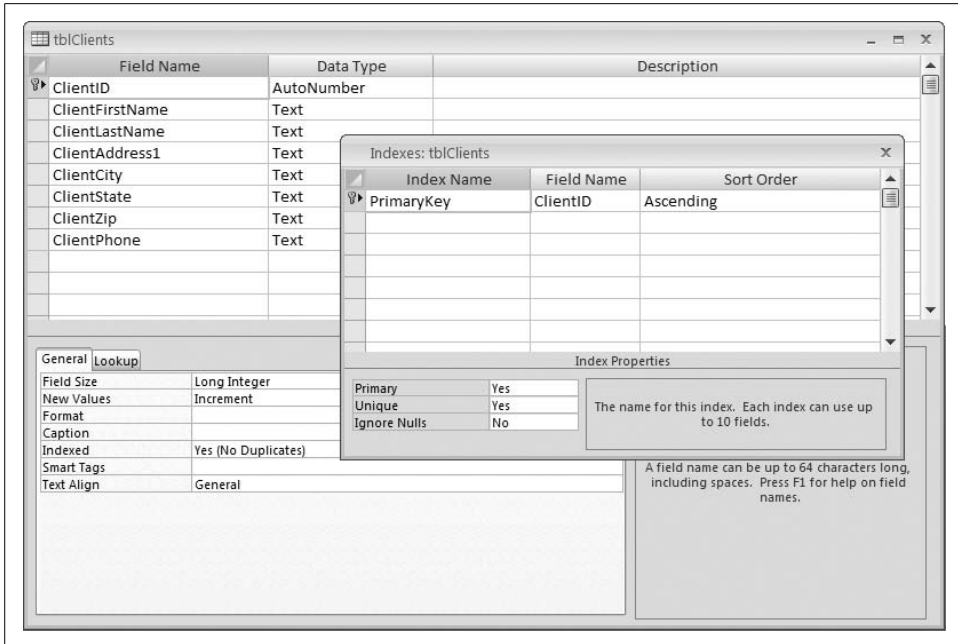 tblClients
Field Name Data Type Description
ClientID AutoNumber
ClientFirstName Text
ClientLastName Text
ClientAddress1 Text
ClientCity Text
ClientState Text
ClientZip Text
ClientPhone Text
Indexes: tblClients
Index Name Field Name Sort Order
PrimaryKey ClientID Ascending
Index Properties
Primary Yes
Unique Yes
Ignore Nulls No
The name for this index. Each index can use up
to 10 fields.
General Lookup
Field Size Long Integer
New Values Increment
Format
Caption
Indexed Yes (No Duplicates)
Smart Tags
Text Align General
A field name can be up to 64 characters long,
including spaces. Press F1 for help on field
names.